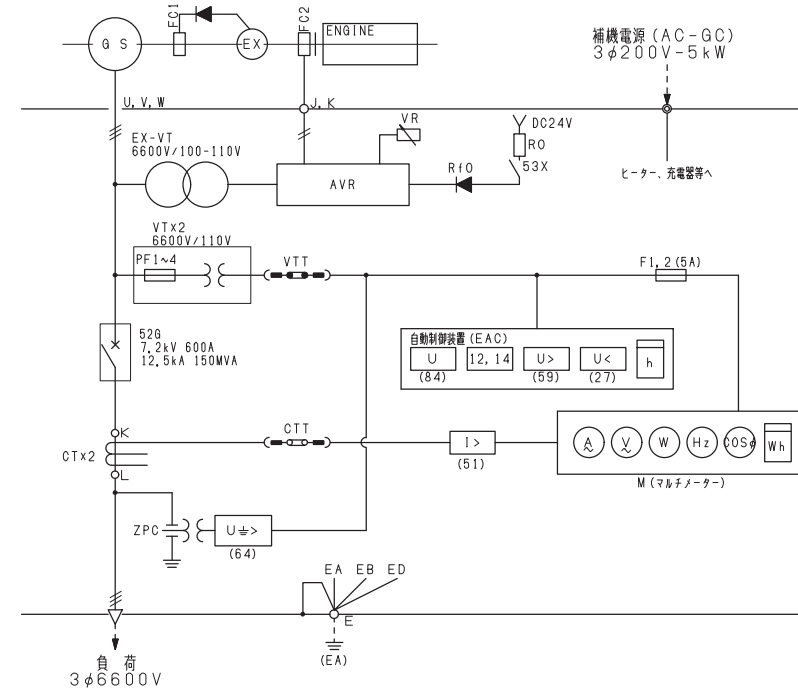 FC1
FC2
GS
EX
ENGINE
補機電源(AC-GC)
3φ200V-5kW
U,V,W
J,K
VR
DC24V
EX-VT
6600V/100-110V
RO
53X
AVR
RfO
ヒーター、充電器等へ
VTx2
6600V/110V
PF1~4
VTT
F1,2(5A)
52G
7.2kV 600A
12.5kA 150MVA
自動制御装置(EAC)
U
12,14
U>
U<
h
(84)
(59)
(27)
K
CTT
CTx2
I>
A
V
W
Hz
COSφ
Wh
L
(51)
M(マルチメーター)
ZPC
U⏚>
(64)
EA EB ED
E
(EA)
負荷
3φ6600V